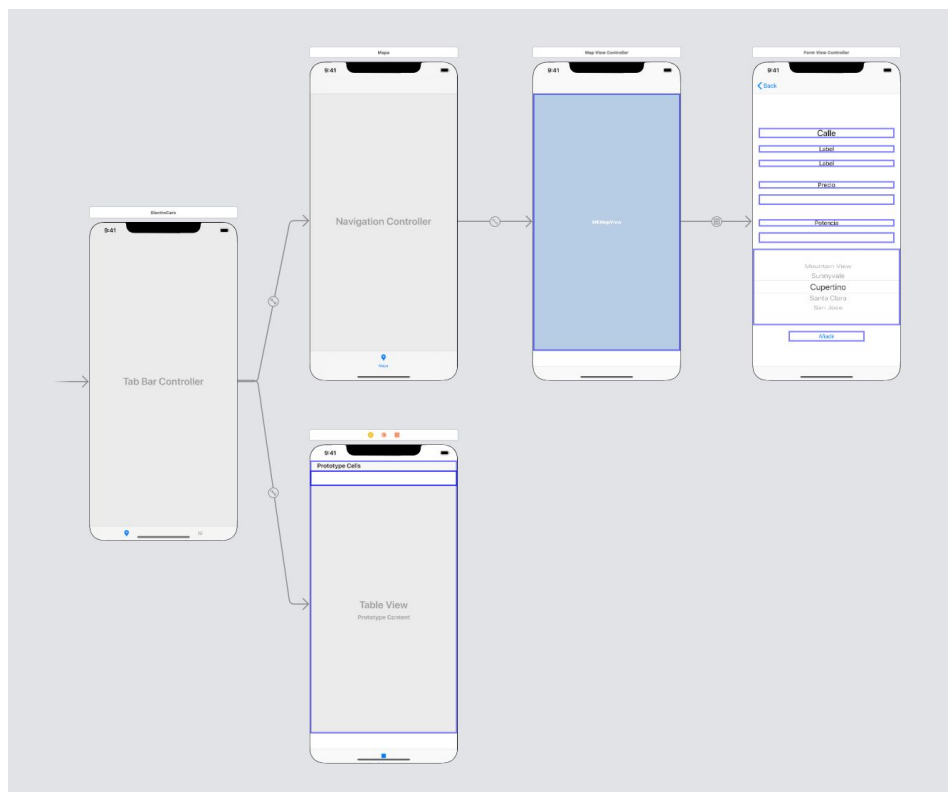 Mapa
9:41
Navigation Controller
Mapa
Map View Controller
9:41
MKMapView
Form View Controller
9:41
Back
Calle
Label
Label
Precio
Potencia
Mountain View
Sunnyvale
Cupertino
Santa Clara
San Jose
Añadir
ElectroCars
9:41
Tab Bar Controller
9:41
Prototype Cells
Table View
Prototype Content